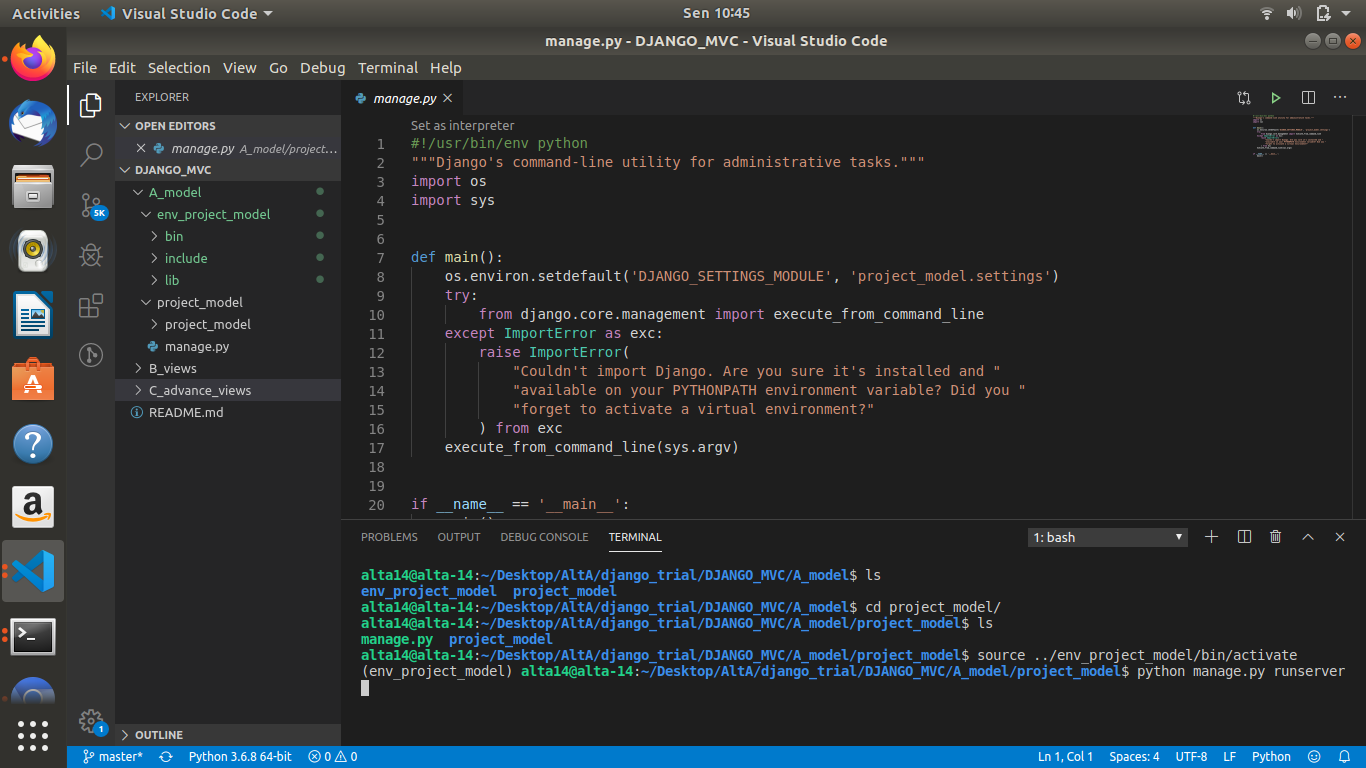 Activities
Visual Studio Code
Sen 10:45
manage.py - DJANGO_MVC - Visual Studio Code
File Edit Selection View Go Debug Terminal Help
EXPLORER
OPEN EDITORS
manage.py A_model/project...
DJANGO_MVC
A_model
env_project_model
bin
include
lib
project_model
project_model
manage.py
B_views
C_advance_views
README.md
OUTLINE
5K
1
manage.py
Set as interpreter
1 #!/usr/bin/env python
2 """Django's command-line utility for administrative tasks."""
3 import os
4 import sys
5
6
7 def main():
8 os.environ.setdefault('DJANGO_SETTINGS_MODULE', 'project_model.settings')
9 try:
10 from django.core.management import execute_from_command_line
11 except ImportError as exc:
12 raise ImportError(
13 "Couldn't import Django. Are you sure it's installed and "
14 "available on your PYTHONPATH environment variable? Did you "
15 "forget to activate a virtual environment?"
16 ) from exc
17 execute_from_command_line(sys.argv)
18
19
20 if __name__ == '__main__':
PROBLEMS OUTPUT DEBUG CONSOLE TERMINAL
1: bash
alta14@alta-14:~/Desktop/AltA/django_trial/DJANGO_MVC/A_model$ ls
env_project_model project_model
alta14@alta-14:~/Desktop/AltA/django_trial/DJANGO_MVC/A_model$ cd project_model/
alta14@alta-14:~/Desktop/AltA/django_trial/DJANGO_MVC/A_model/project_model$ ls
manage.py project_model
alta14@alta-14:~/Desktop/AltA/django_trial/DJANGO_MVC/A_model/project_model$ source ../env_project_model/bin/activate
(env_project_model) alta14@alta-14:~/Desktop/AltA/django_trial/DJANGO_MVC/A_model/project_model$ python manage.py runserver
master* Python 3.6.8 64-bit 0 0 Ln 1, Col 1 Spaces: 4 UTF-8 LF Python